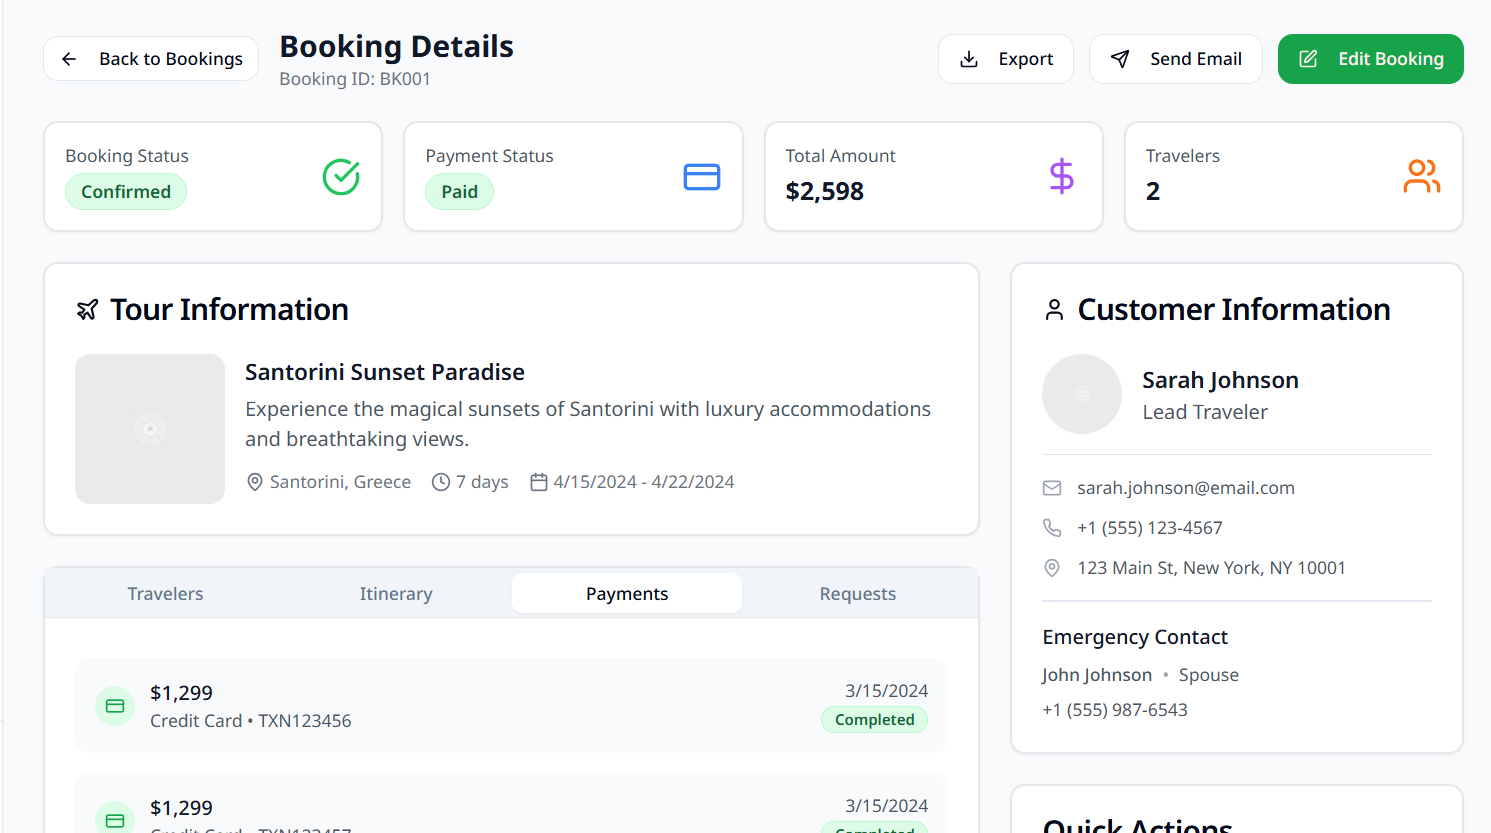 Back to Bookings
Booking Details
Booking ID: BK001
Export
Send Email
Edit Booking
Booking Status
Confirmed
Payment Status
Paid
Total Amount
$2,598
Travelers
2
Tour Information
Santorini Sunset Paradise
Experience the magical sunsets of Santorini with luxury accommodations
and breathtaking views.
Santorini, Greece
7 days
4/15/2024 - 4/22/2024
Travelers
Itinerary
Payments
Requests
$1,299
Credit Card • TXN123456
3/15/2024
Completed
$1,299
Credit Card • TXN123457
3/15/2024
Completed
Customer Information
Sarah Johnson
Lead Traveler
sarah.johnson@email.com
+1 (555) 123-4567
123 Main St, New York, NY 10001
Emergency Contact
John Johnson • Spouse
+1 (555) 987-6543
Quick Actions